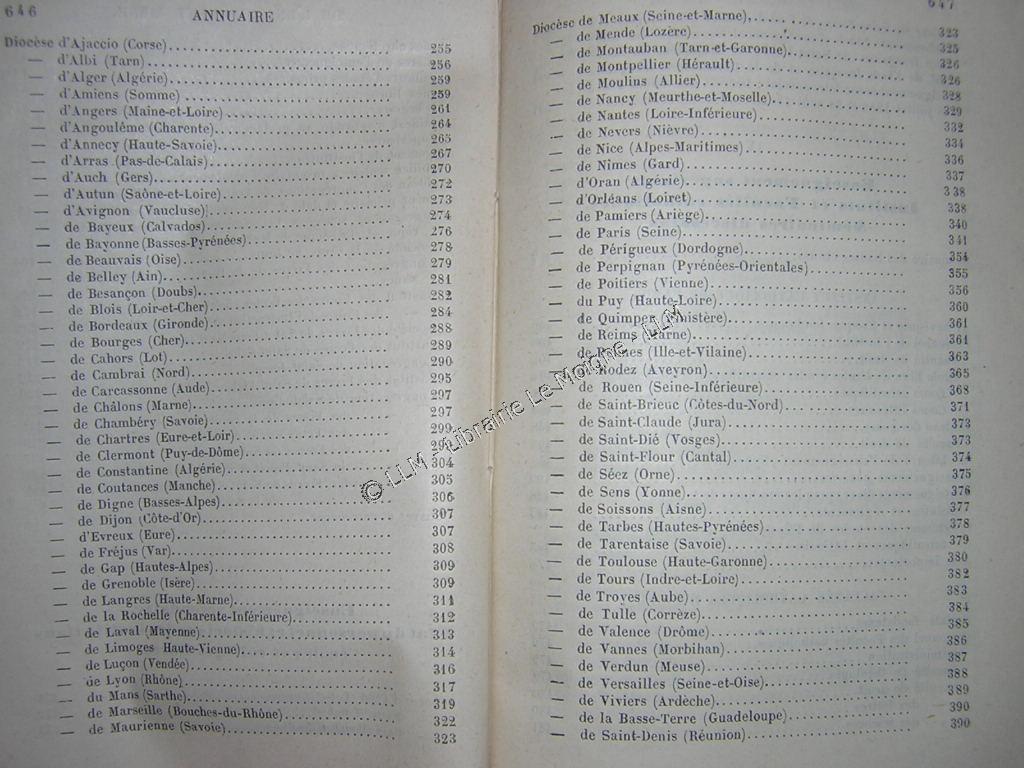 646 ANNUAIRE
Diocèse d'Ajaccio (Corse) 255
— d'Albi (Tarn) 256
— d'Alger (Algérie) 259
— d'Amiens (Somme) 259
— d'Angers (Maine-et-Loire) 261
— d'Angoulême (Charente) 264
— d'Annecy (Haute-Savoie) 265
— d'Arras (Pas-de-Calais) 267
— d'Auch (Gers) 270
— d'Autun (Saône-et-Loire) 272
— d'Avignon (Vaucluse) 273
— de Bayeux (Calvados) 274
— de Bayonne (Basses-Pyrénées) 276
— de Beauvais (Oise) 278
— de Belley (Ain) 279
— de Besançon (Doubs) 281
— de Blois (Loir-et-Cher) 282
— de Bordeaux (Gironde) 284
— de Bourges (Cher) 288
— de Cahors (Lot) 289
— de Cambrai (Nord) 290
— de Carcassonne (Aude) 295
— de Châlons (Marne) 297
— de Chambéry (Savoie) 297
— de Chartres (Eure-et-Loir) 299
— de Clermont (Puy-de-Dôme)
— de Constantine (Algérie) 304
— de Coutances (Manche) 305
— de Digne (Basses-Alpes) 306
— de Dijon (Côte-d'Or) 307
— d'Evreux (Eure) 307
— de Fréjus (Var) 308
— de Gap (Hautes-Alpes) 309
— de Grenoble (Isère) 309
— de Langres (Haute-Marne) 311
— de la Rochelle (Charente-Inférieure) 312
— de Laval (Mayenne) 313
— de Limoges Haute-Vienne) 314
— de Luçon (Vendée) 316
— de Lyon (Rhône) 317
— du Mans (Sarthe) 319
— de Marseille (Bouches-du-Rhône) 322
— de Maurienne (Savoie) 323
647
Diocèse de Meaux (Seine-et-Marne), 323
— de Mende (Lozère) 325
— de Montauban (Tarn-et-Garonne) 326
— de Montpellier (Hérault) 326
— de Moulins (Allier) 328
— de Nancy (Meurthe-et-Moselle) 329
— de Nantes (Loire-Inférieure) 332
— de Nevers (Nièvre) 334
— de Nice (Alpes-Maritimes) 336
— de Nîmes (Gard) 337
— d'Oran (Algérie) 338
— d'Orléans (Loiret) 338
— de Pamiers (Ariège) 340
— de Paris (Seine) 341
— de Périgueux (Dordogne) 354
— de Perpignan (Pyrénées-Orientales) 355
— de Poitiers (Vienne) 356
— du Puy (Haute-Loire) 360
— de Quimper (Finistère) 361
— de Reims (Marne) 361
— de Rennes (Ille-et-Vilaine) 363
— de Rodez (Aveyron) 365
— de Rouen (Seine-Inférieure) 368
— de Saint-Brieuc (Côtes-du-Nord) 371
— de Saint-Claude (Jura) 373
— de Saint-Dié (Vosges) 373
— de Saint-Flour (Cantal) 374
— de Séez (Orne) 375
— de Sens (Yonne) 376
— de Soissons (Aisne) 377
— de Tarbes (Hautes-Pyrénées) 378
— de Tarentaise (Savoie) 379
— de Toulouse (Haute-Garonne) 380
— de Tours (Indre-et-Loire) 382
— de Troyes (Aube) 383
— de Tulle (Corrèze) 384
— de Valence (Drôme) 385
— de Vannes (Morbihan) 386
— de Verdun (Meuse) 387
— de Versailles (Seine-et-Oise) 388
— de Viviers (Ardèche) 389
— de la Basse-Terre (Guadeloupe) 390
— de Saint-Denis (Réunion) 390
© LLM - Librairie Le Moigne - LLM